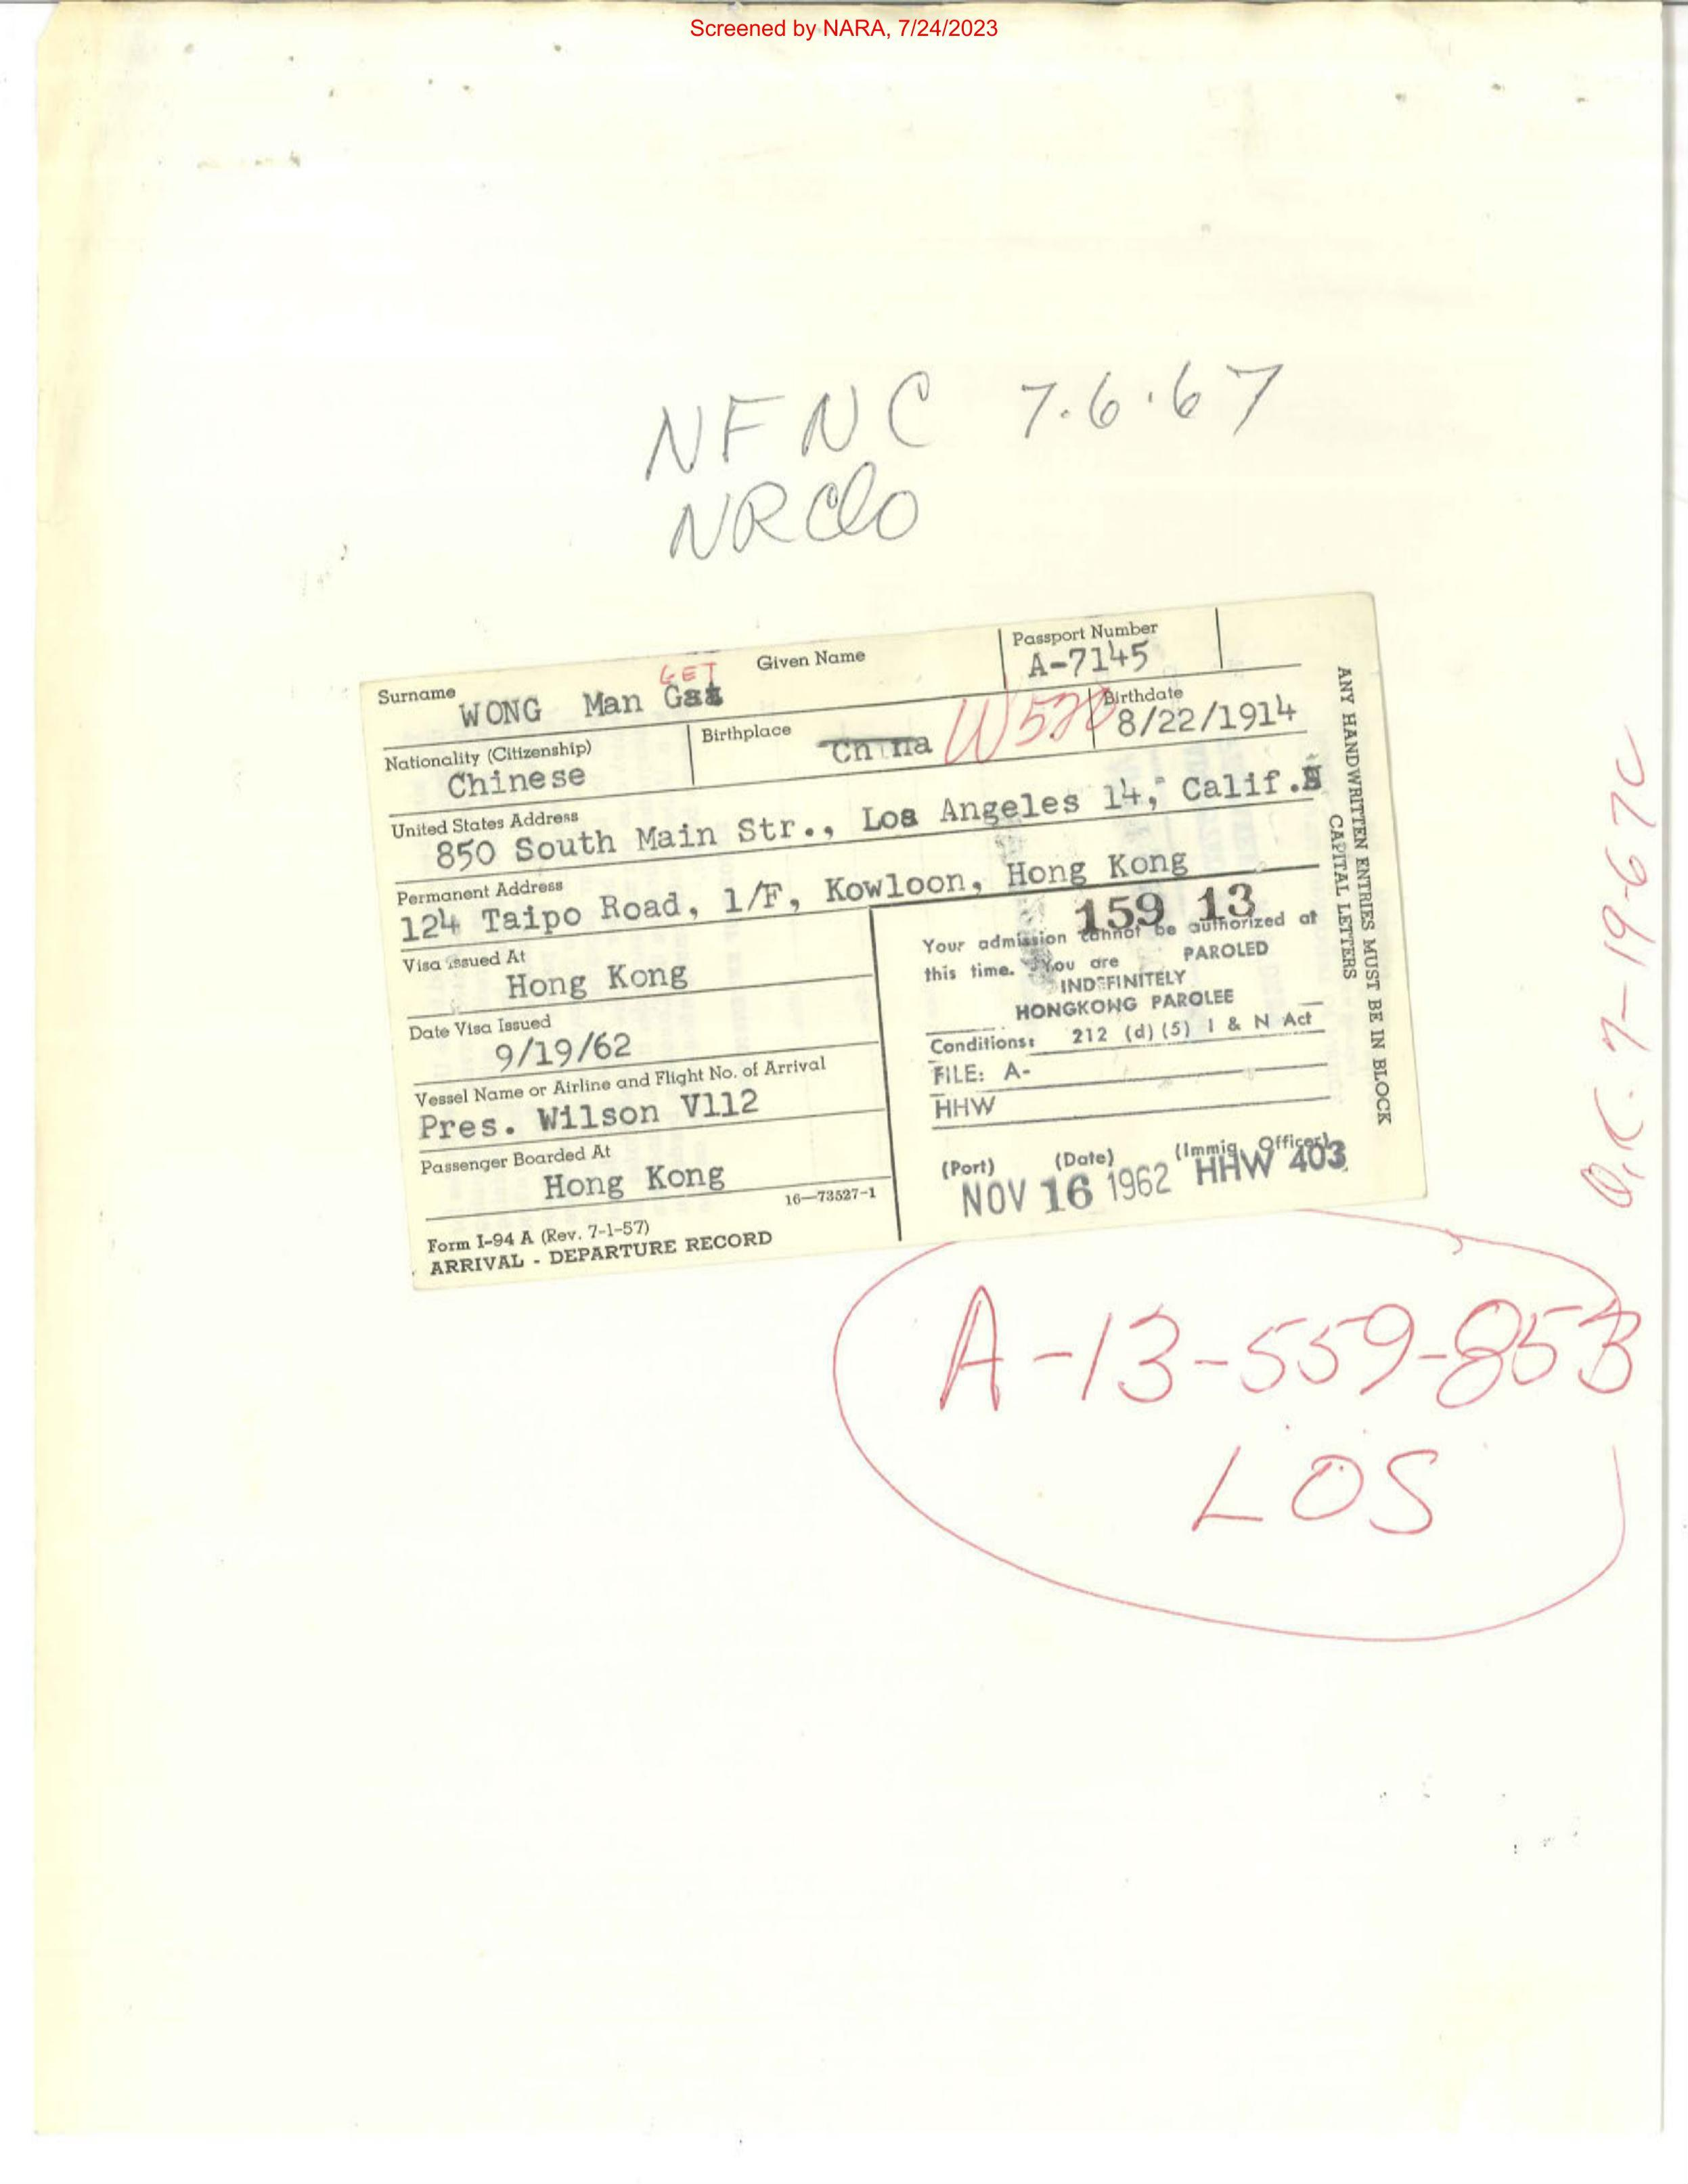 Screened by NARA, 7/24/2023
NFNC 7.6.67
NRClo
Surname
Given Name
Passport Number
GET
WONG Man
A-7145
Nationality (Citizenship)
Birthplace
Birthdate
Chinese
China
W520
8/22/1914
United States Address
850 South Main Str., Los Angeles 14, Calif.
Permanent Address
124 Taipo Road, 1/F, Kowloon, Hong Kong
159 13
Visa Issued At
Hong Kong
Your admission cannot be authorized at
this time. You are PAROLED
INDEFINITELY
HONGKONG PAROLEE
Date Visa Issued
9/19/62
Conditions: 212 (d) (5) I & N Act
FILE: A-
HHW
Vessel Name or Airline and Flight No. of Arrival
Pres. Wilson V112
Passenger Boarded At
Hong Kong
(Port) (Date) (Immig. Officer)
NOV 16 1962 HHW 403
16—73527-1
Form I-94 A (Rev. 7-1-57)
ARRIVAL - DEPARTURE RECORD
ANY HANDWRITTEN ENTRIES MUST BE IN BLOCK
CAPITAL LETTERS
7-19-67C
A-13-559-853
LOS